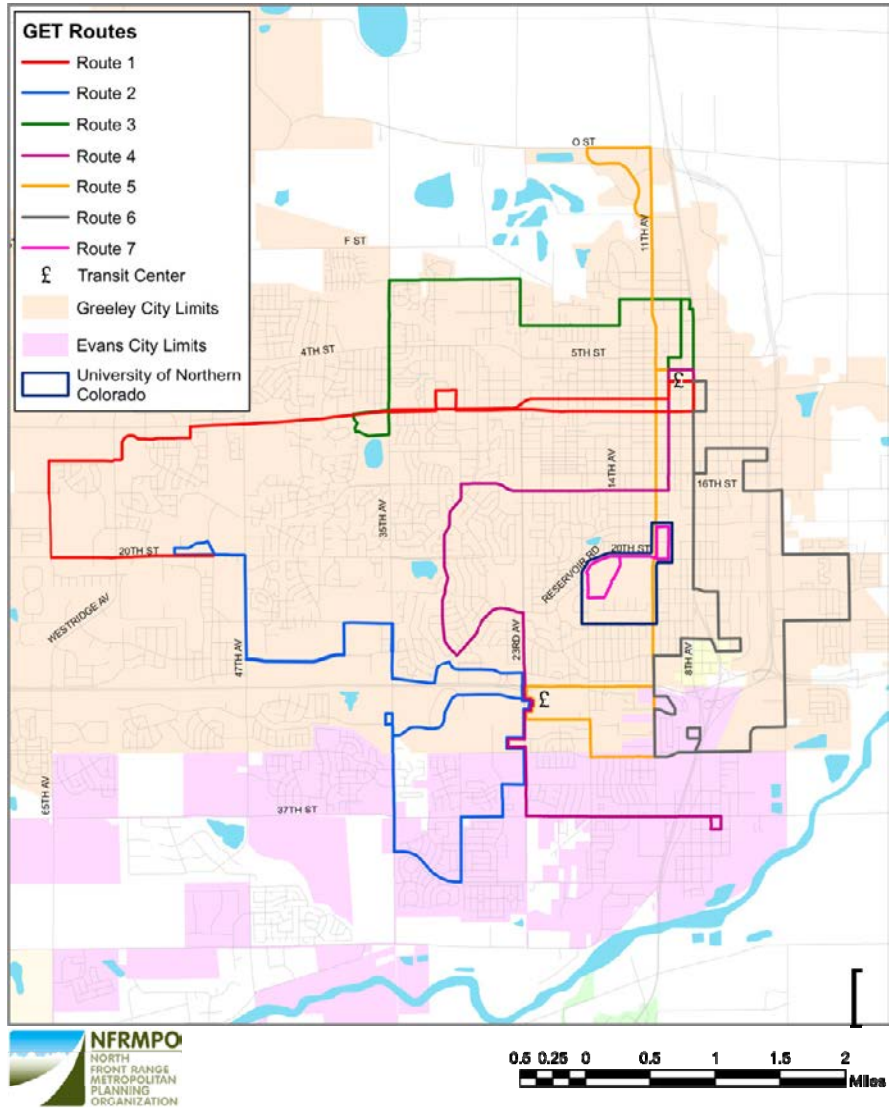 GET Routes
Route 1
Route 2
Route 3
Route 4
Route 5
Route 6
Route 7
£ Transit Center
Greeley City Limits
Evans City Limits
University of Northern
Colorado
O ST
11TH AV
F ST
4TH ST
5TH ST
£
35TH AV
14TH AV
16TH ST
20TH ST
20TH ST
RESERVOIR RD
WESTRIDGE AV
47TH AV
23RD AV
8TH AV
£
65TH AV
37TH ST
[
NFRMPO
NORTH
FRONT RANGE
METROPOLITAN
PLANNING
ORGANIZATION
0.5 0.25 0 0.5 1 1.5 2
Miles